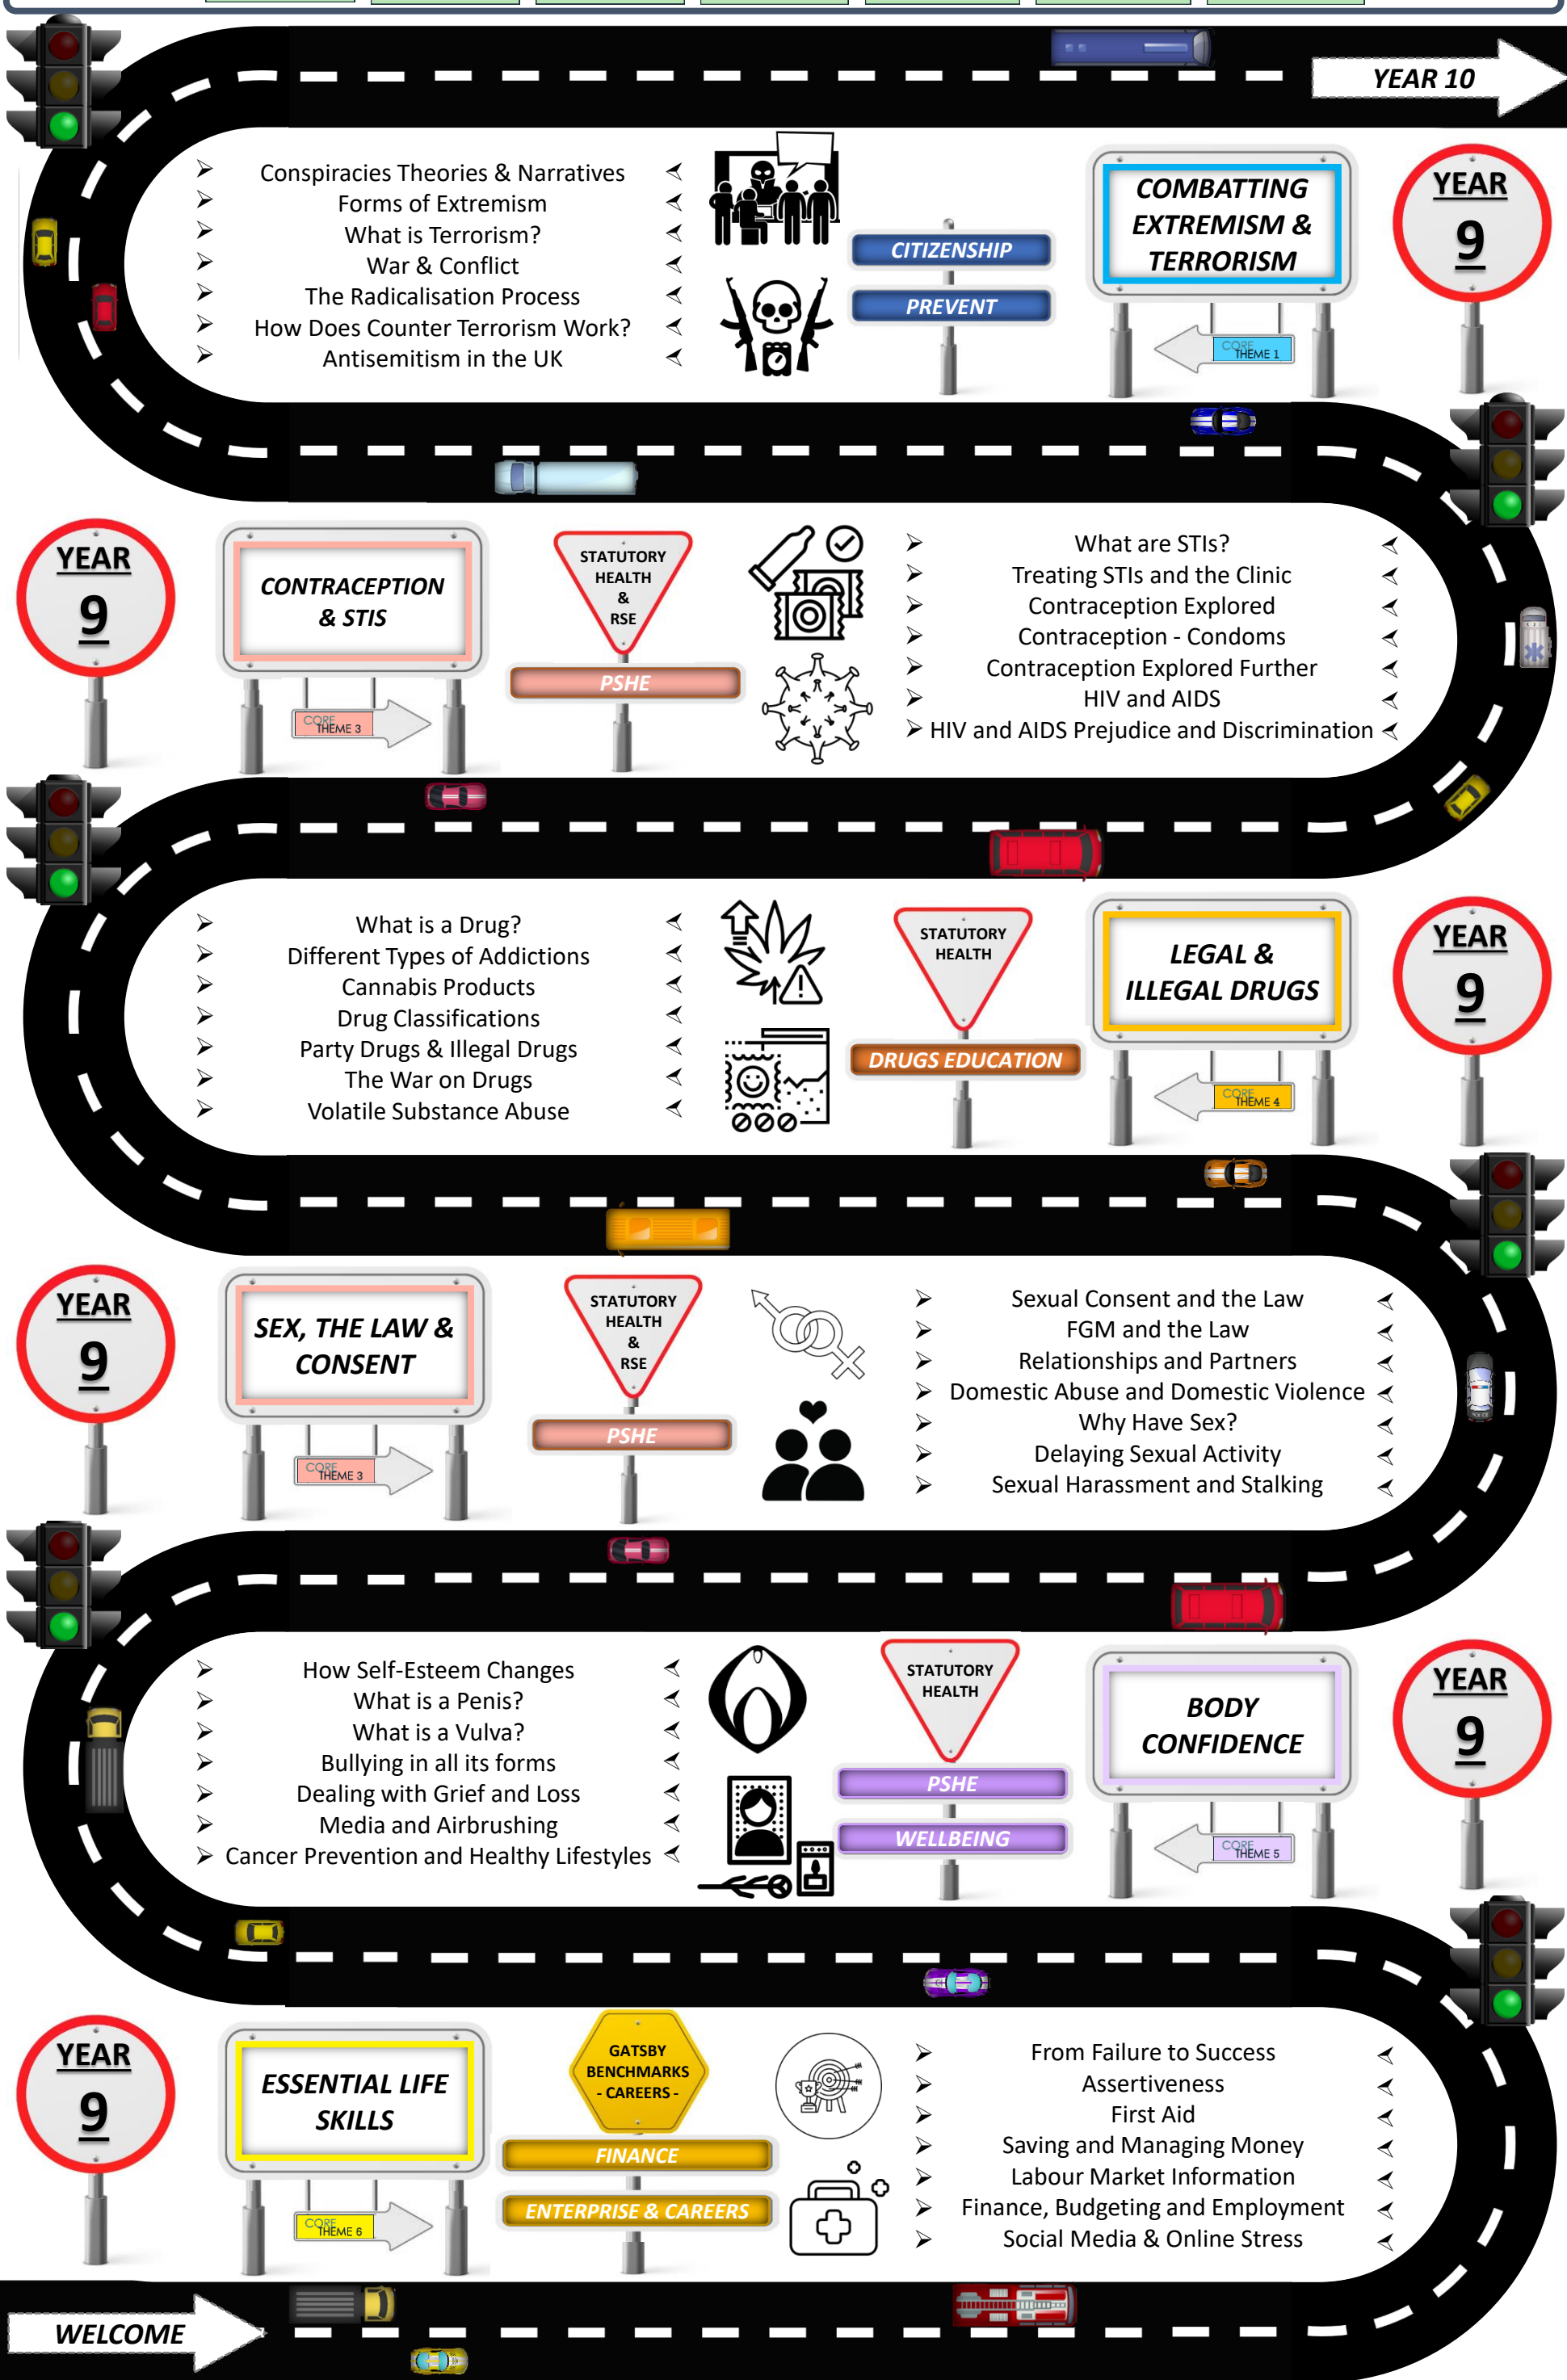 YEAR 10
Conspiracies Theories & Narratives
Forms of Extremism
What is Terrorism?
War & Conflict
The Radicalisation Process
How Does Counter Terrorism Work?
Antisemitism in the UK
CITIZENSHIP
PREVENT
COMBATTING
EXTREMISM &
TERRORISM
CORE
THEME 1
YEAR
9
YEAR
9
CONTRACEPTION
& STIS
CORE
THEME 3
STATUTORY
HEALTH
&
RSE
PSHE
What are STIs?
Treating STIs and the Clinic
Contraception Explored
Contraception - Condoms
Contraception Explored Further
HIV and AIDS
HIV and AIDS Prejudice and Discrimination
What is a Drug?
Different Types of Addictions
Cannabis Products
Drug Classifications
Party Drugs & Illegal Drugs
The War on Drugs
Volatile Substance Abuse
STATUTORY
HEALTH
DRUGS EDUCATION
LEGAL &
ILLEGAL DRUGS
CORE
THEME 4
YEAR
9
YEAR
9
SEX, THE LAW &
CONSENT
CORE
THEME 3
STATUTORY
HEALTH
&
RSE
PSHE
Sexual Consent and the Law
FGM and the Law
Relationships and Partners
Domestic Abuse and Domestic Violence
Why Have Sex?
Delaying Sexual Activity
Sexual Harassment and Stalking
How Self-Esteem Changes
What is a Penis?
What is a Vulva?
Bullying in all its forms
Dealing with Grief and Loss
Media and Airbrushing
Cancer Prevention and Healthy Lifestyles
STATUTORY
HEALTH
PSHE
WELLBEING
BODY
CONFIDENCE
CORE
THEME 5
YEAR
9
YEAR
9
ESSENTIAL LIFE
SKILLS
CORE
THEME 6
GATSBY
BENCHMARKS
- CAREERS -
FINANCE
ENTERPRISE & CAREERS
From Failure to Success
Assertiveness
First Aid
Saving and Managing Money
Labour Market Information
Finance, Budgeting and Employment
Social Media & Online Stress
WELCOME